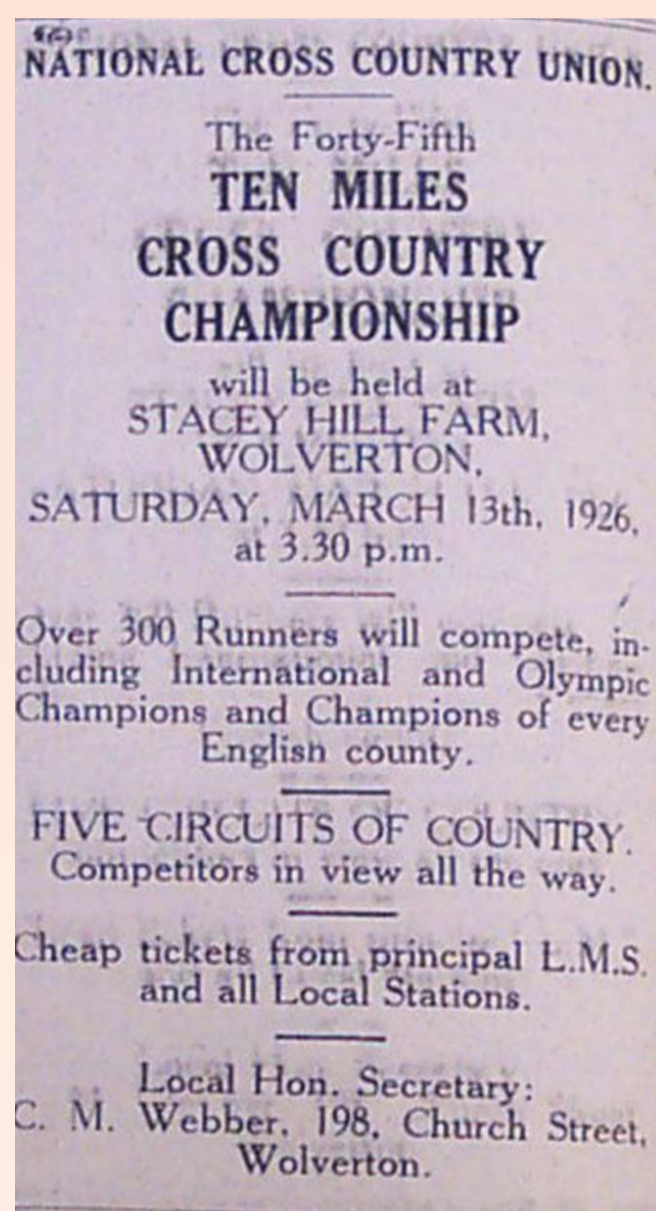 NATIONAL CROSS COUNTRY UNION.
The Forty-Fifth
TEN MILES
CROSS COUNTRY
CHAMPIONSHIP
will be held at
STACEY HILL FARM,
WOLVERTON,
SATURDAY, MARCH 13th, 1926,
at 3.30 p.m.
Over 300 Runners will compete, in-
cluding International and Olympic
Champions and Champions of every
English county.
FIVE CIRCUITS OF COUNTRY.
Competitors in view all the way.
Cheap tickets from principal L.M.S.
and all Local Stations.
Local Hon. Secretary:
C. M. Webber, 198, Church Street,
Wolverton.